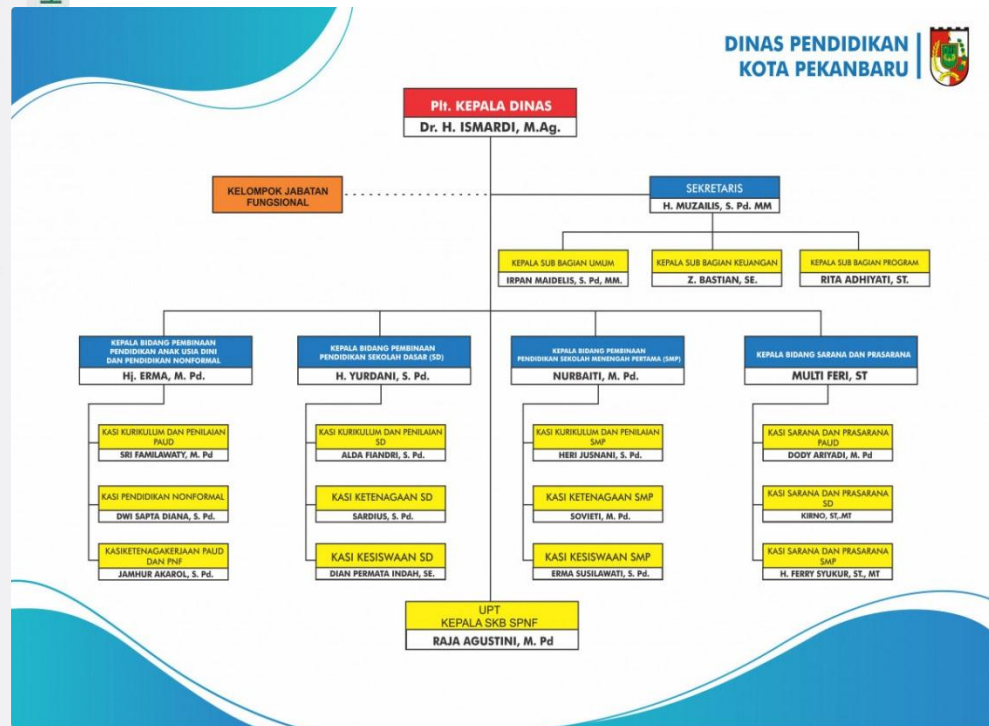 DINAS PENDIDIKAN
KOTA PEKANBARU
Plt. KEPALA DINAS
Dr. H. ISMARDI, M.Ag.
KELOMPOK JABATAN
FUNGSIONAL
SEKRETARIS
H. MUZAILIS, S. Pd. MM
KEPALA SUB BAGIAN UMUM
IRPAN MAIDELIS, S. Pd, MM.
KEPALA SUB BAGIAN KEUANGAN
Z. BASTIAN, SE.
KEPALA SUB BAGIAN PROGRAM
RITA ADHIYATI, ST.
KEPALA BIDANG PEMBINAAN
PENDIDIKAN ANAK USIA DINI
DAN PENDIDIKAN NONFORMAL
Hj. ERMA, M. Pd.
KEPALA BIDANG PEMBINAAN
PENDIDIKAN SEKOLAH DASAR (SD)
H. YURDANI, S. Pd.
KEPALA BIDANG PEMBINAAN
PENDIDIKAN SEKOLAH MENENGAH PERTAMA (SMP)
NURBAITI, M. Pd.
KEPALA BIDANG SARANA DAN PRASARANA
MULTI FERI, ST
KASI KURIKULUM DAN PENILAIAN
PAUD
SRI FAMILAWATY, M. Pd
KASI PENDIDIKAN NONFORMAL
DWI SAPTA DIANA, S. Pd.
KASIKETENAGAKERJAAN PAUD
DAN PNF
JAMHUR AKAROL, S. Pd.
KASI KURIKULUM DAN PENILAIAN
SD
ALDA FIANDRI, S. Pd.
KASI KETENAGAAN SD
SARDIUS, S. Pd.
KASI KESISWAAN SD
DIAN PERMATA INDAH, SE.
KASI KURIKULUM DAN PENILAIAN
SMP
HERI JUSNANI, S. Pd.
KASI KETENAGAAN SMP
SOVIETI, M. Pd.
KASI KESISWAAN SMP
ERMA SUSILAWATI, S. Pd.
KASI SARANA DAN PRASARANA
PAUD
DODY ARIYADI, M. Pd
KASI SARANA DAN PRASARANA
SD
KIRNO, ST,.MT
KASI SARANA DAN PRASARANA
SMP
H. FERRY SYUKUR, ST., MT
UPT
KEPALA SKB SPNF
RAJA AGUSTINI, M. Pd